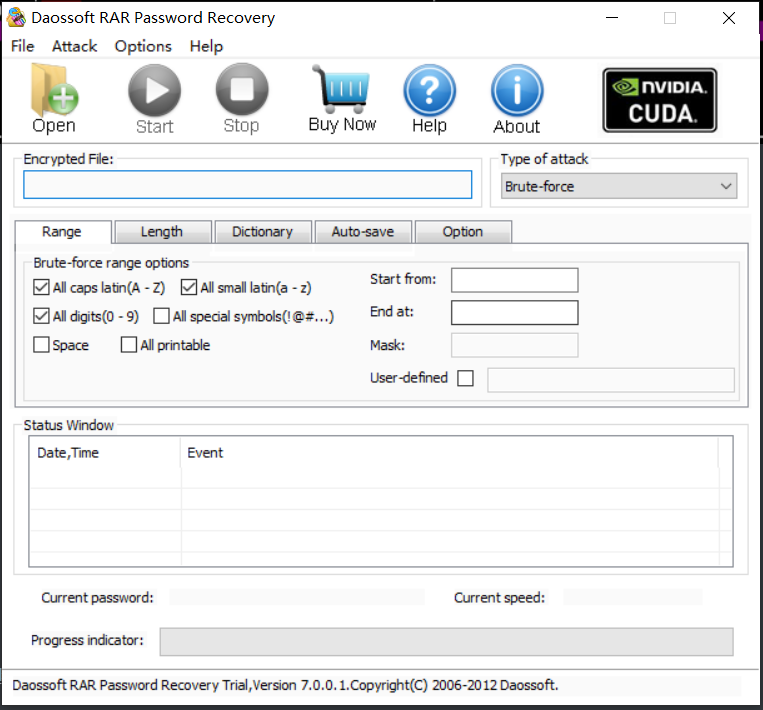 Daossoft RAR Password Recovery
File Attack Options Help
Open Start Stop Buy Now Help About NVIDIA. CUDA.
Encrypted File: Type of attack
Brute-force
Range Length Dictionary Auto-save Option
Brute-force range options
All caps latin(A - Z) All small latin(a - z) Start from:
All digits(0 - 9) All special symbols(!@#...) End at:
Space All printable Mask:
User-defined
Status Window
Date,Time Event
Current password: Current speed:
Progress indicator:
Daossoft RAR Password Recovery Trial,Version 7.0.0.1.Copyright(C) 2006-2012 Daossoft.